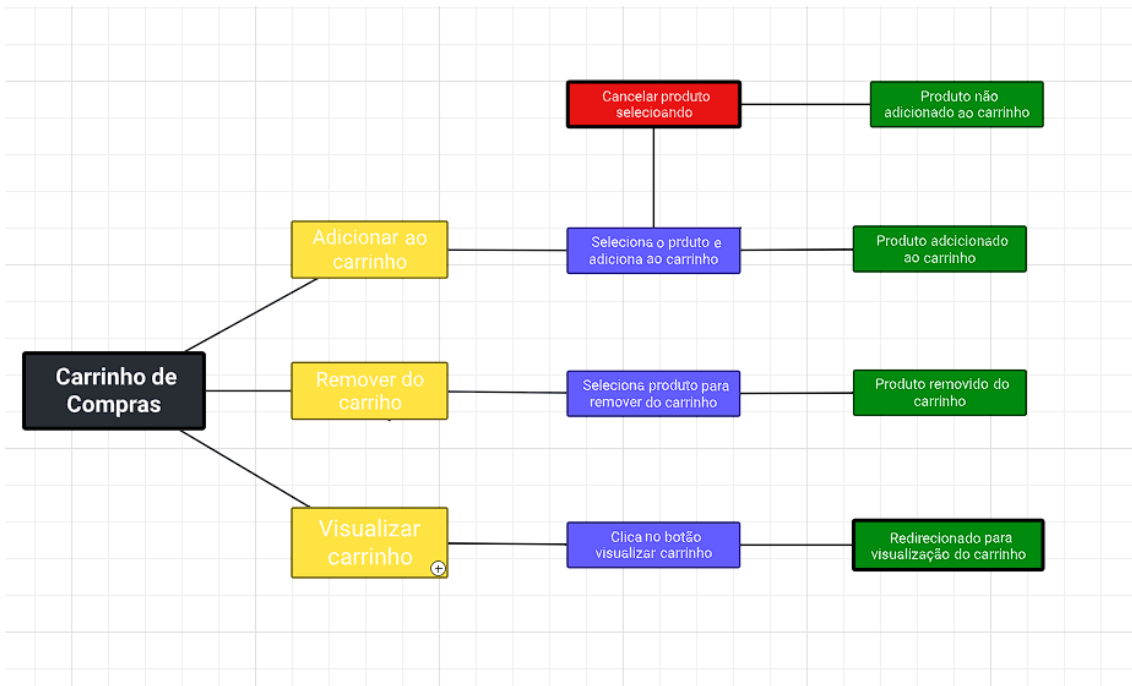 Cancelar produto
selecioando
Produto não
adicionado ao carrinho
Adicionar ao
carrinho
Seleciona o prduto e
adiciona ao carrinho
Produto adcicionado
ao carrinho
Carrinho de
Compras
Remover do
carriho
Seleciona produto para
remover do carrinho
Produto removido do
carrinho
Visualizar
carrinho
Clica no botão
visualizar carrinho
Redirecionado para
visualização do carrinho